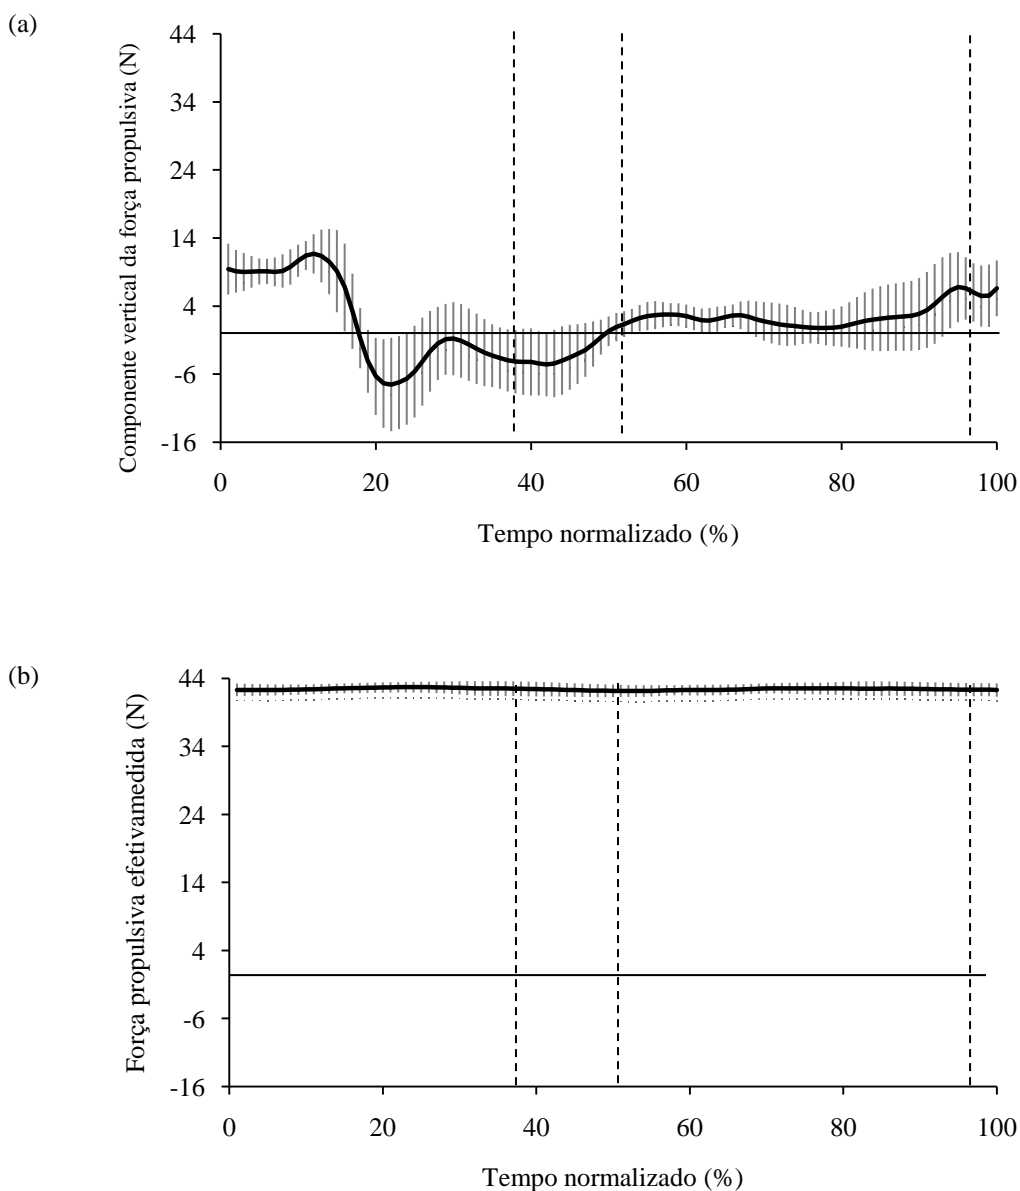 (a)
Componente vertical da força propulsiva (N)
44
34
24
14
4
-6
-16
0 20 40 60 80 100
Tempo normalizado (%)
(b)
Força propulsiva efetivamedida (N)
44
34
24
14
4
-6
-16
0 20 40 60 80 100
Tempo normalizado (%)